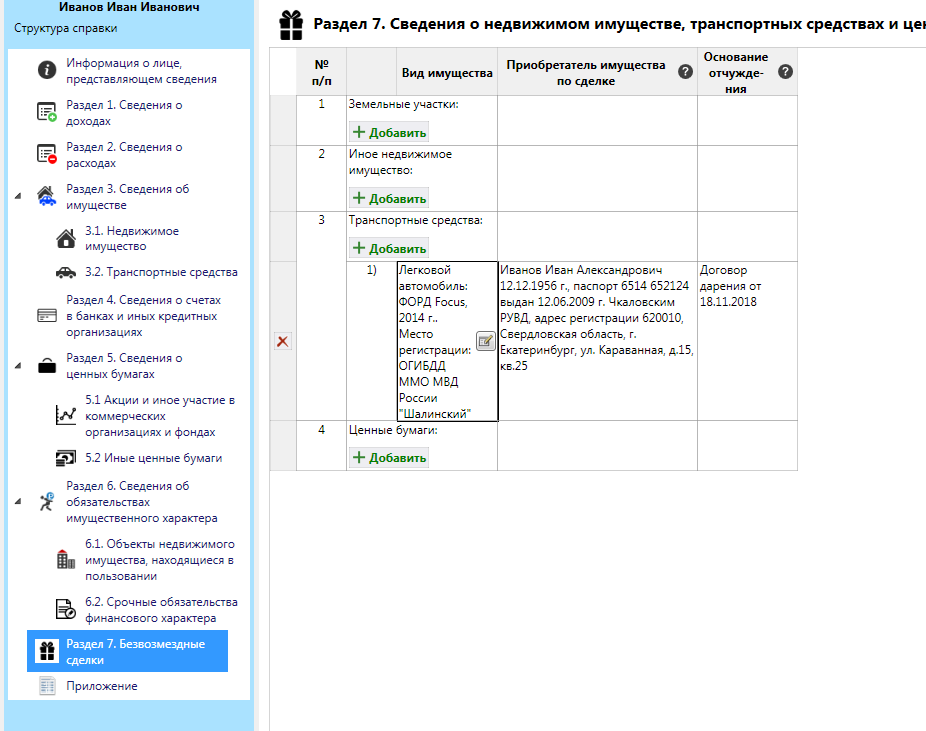 Иванов Иван Иванович
Структура справки
Информация о лице,
представляющем сведения
Раздел 1. Сведения о
доходах
Раздел 2. Сведения о
расходах
Раздел 3. Сведения об
имуществе
3.1. Недвижимое
имущество
3.2. Транспортные средства
Раздел 4. Сведения о счетах
в банках и иных кредитных
организациях
Раздел 5. Сведения о
ценных бумагах
5.1 Акции и иное участие в
коммерческих
организациях и фондах
5.2 Иные ценные бумаги
Раздел 6. Сведения об
обязательствах
имущественного характера
6.1. Объекты недвижимого
имущества, находящиеся в
пользовании
6.2. Срочные обязательства
финансового характера
Раздел 7. Безвозмездные
сделки
Приложение
Раздел 7. Сведения о недвижимом имуществе, транспортных средствах и цен
№
п/п
Вид имущества
Приобретатель имущества
по сделке
?
Основание
отчужде-
ния
?
1
Земельные участки:
+ Добавить
2
Иное недвижимое
имущество:
+ Добавить
3
Транспортные средства:
+ Добавить
1)
Легковой
автомобиль:
ФОРД Focus,
2014 г..
Место
регистрации:
ОГИБДД
ММО МВД
России
"Шалинский"
Иванов Иван Александрович
12.12.1956 г., паспорт 6514 652124
выдан 12.06.2009 г. Чкаловским
РУВД, адрес регистрации 620010,
Свердловская область, г.
Екатеринбург, ул. Караванная, д.15,
кв.25
Договор
дарения от
18.11.2018
4
Ценные бумаги:
+ Добавить